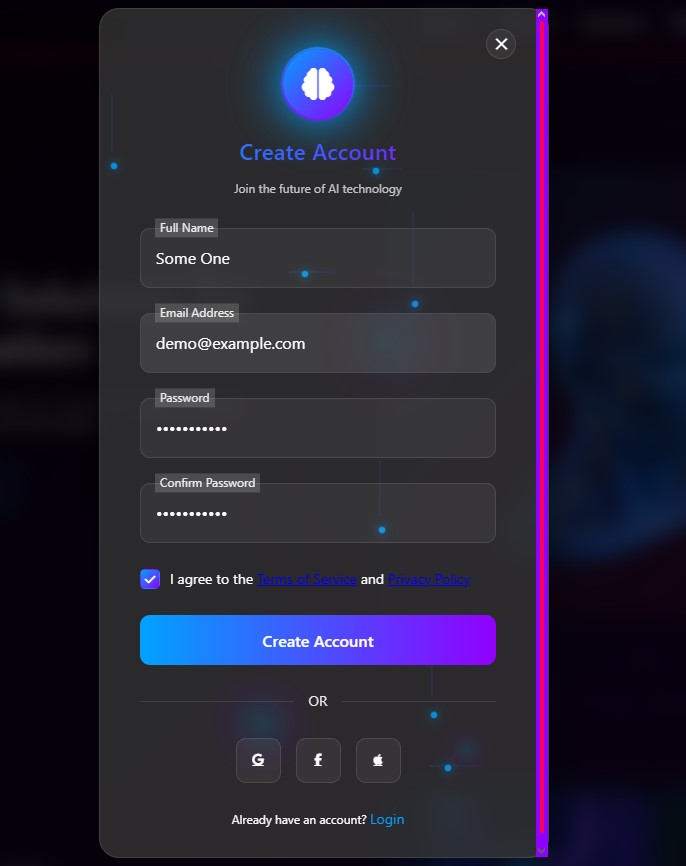 Create Account
Join the future of AI technology
Full Name
Some One
Email Address
demo@example.com
Password
•••••••••••
Confirm Password
•••••••••••
I agree to the Terms of Service and Privacy Policy
Create Account
OR
Already have an account? Login